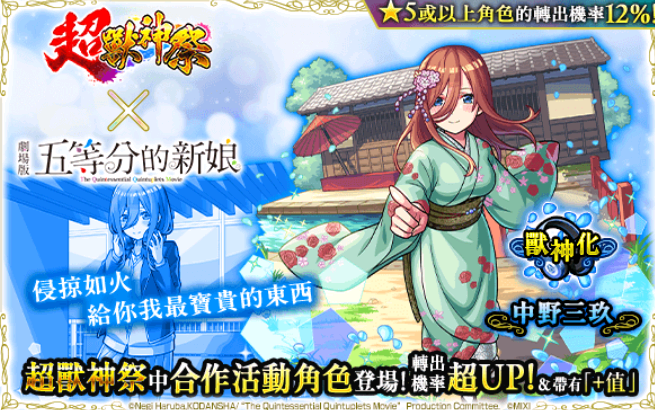 ★5或以上角色的轉出機率12%!
超獸神祭
×
劇場版 五等分的新娘
The Quintessential Quintuplets Movie
侵掠如火
給你我最寶貴的東西
獸神化
中野三玖
超獸神祭中合作活動角色登場!轉出機率超UP!&帶有「+值」
©Negi Haruba,KODANSHA/ "The Quintessential Quintuplets Movie" Production Committee. ©MIXI